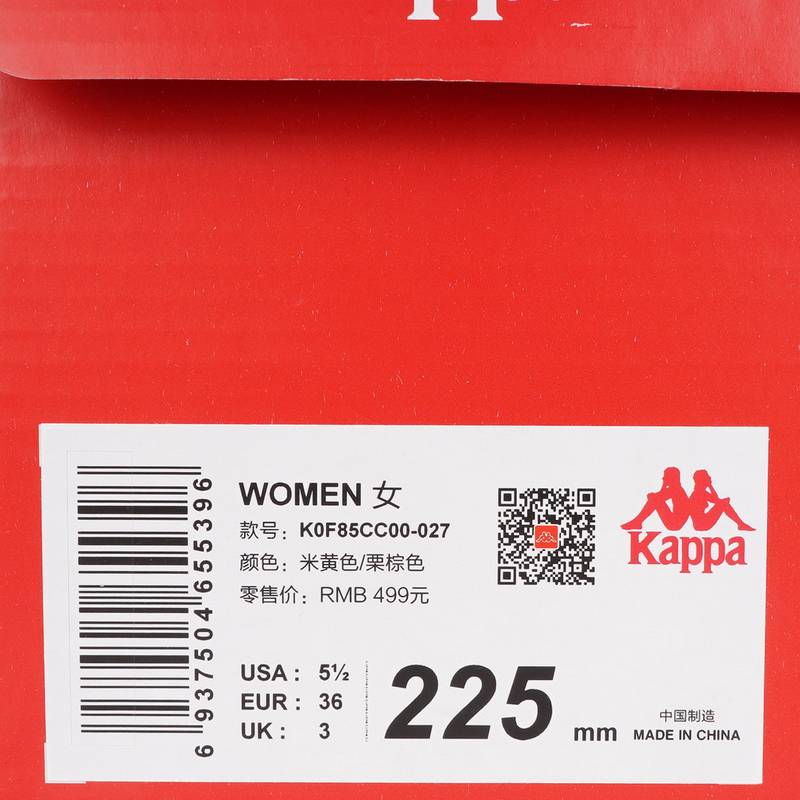 Kappa
WOMEN 女
款号: K0F85CC00-027
颜色: 米黄色/栗棕色
零售价: RMB 499元
USA : 5½
EUR : 36
UK : 3
225 mm
6 937504 655396
Kappa
中国制造
MADE IN CHINA